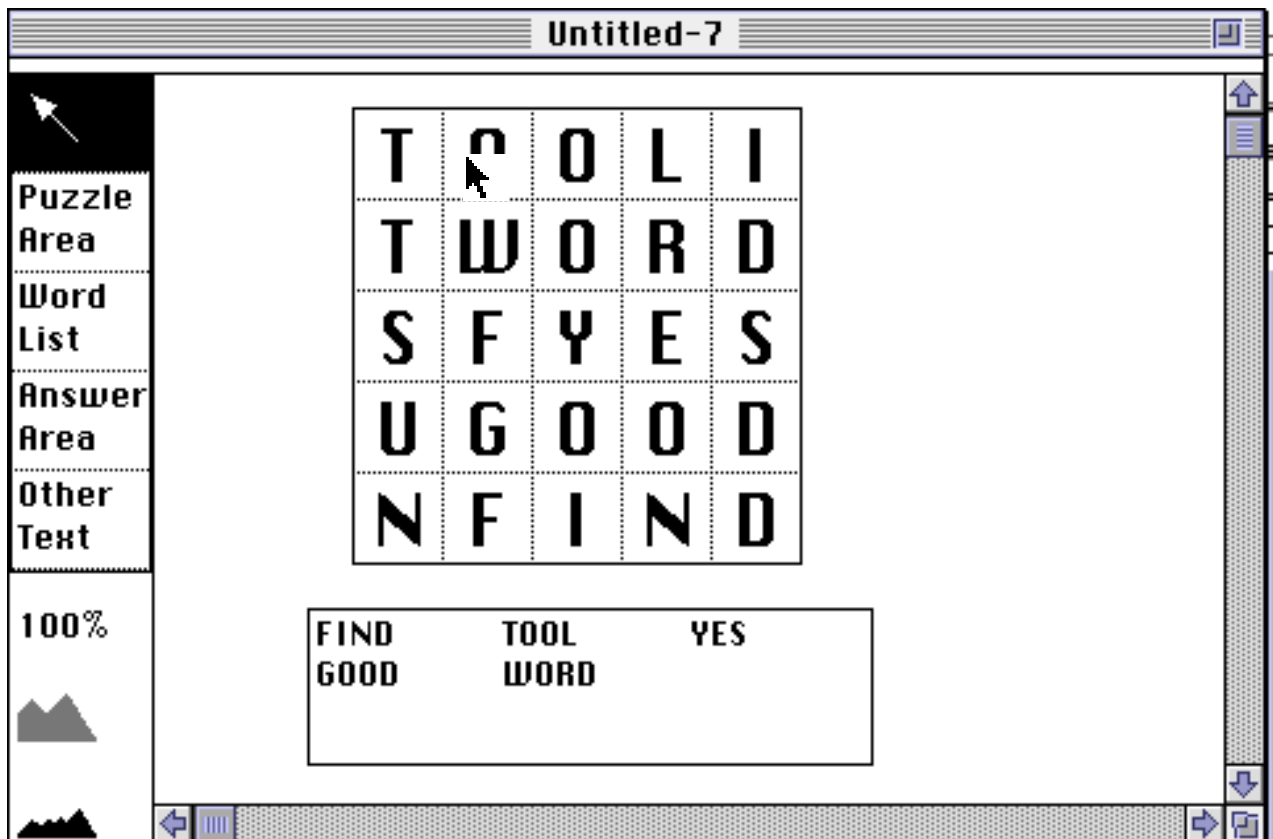 Untitled-7
Puzzle
Area
Word
List
Answer
Area
Other
Text
100%
T O O L I
T W O R D
S F Y E S
U G O O D
N F I N D
FIND TOOL YES
GOOD WORD